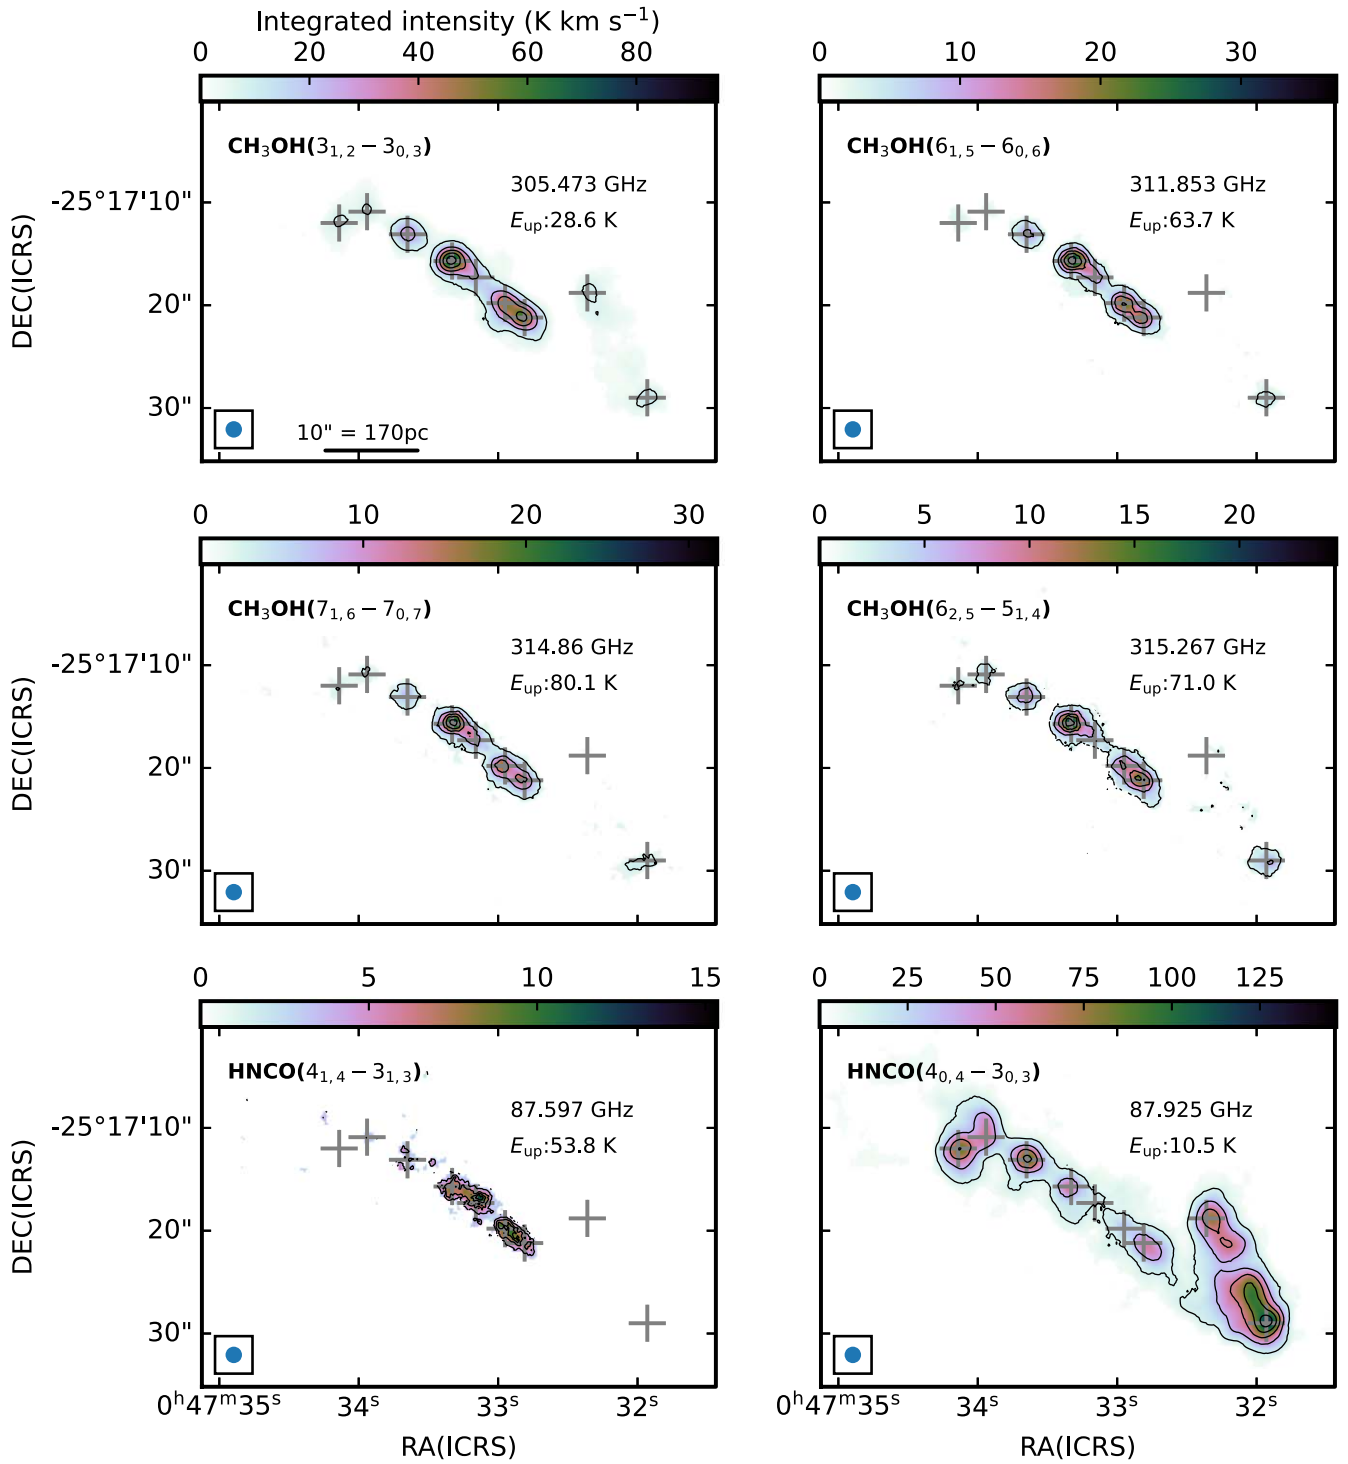 Integrated intensity (K km s⁻¹)
0 20 40 60 80
0 10 20 30
CH₃OH(3₁,₂ − 3₀,₃)
305.473 GHz
E_up:28.6 K
CH₃OH(6₁,₅ − 6₀,₆)
311.853 GHz
E_up:63.7 K
-25°17'10"
20"
30"
DEC(ICRS)
10" = 170pc
0 10 20 30
0 5 10 15 20
CH₃OH(7₁,₆ − 7₀,₇)
314.86 GHz
E_up:80.1 K
CH₃OH(6₂,₅ − 5₁,₄)
315.267 GHz
E_up:71.0 K
-25°17'10"
20"
30"
DEC(ICRS)
0 5 10 15
0 25 50 75 100 125
HNCO(4₁,₄ − 3₁,₃)
87.597 GHz
E_up:53.8 K
HNCO(4₀,₄ − 3₀,₃)
87.925 GHz
E_up:10.5 K
-25°17'10"
20"
30"
DEC(ICRS)
0ʰ47ᵐ35ˢ 34ˢ 33ˢ 32ˢ
0ʰ47ᵐ35ˢ 34ˢ 33ˢ 32ˢ
RA(ICRS)
RA(ICRS)